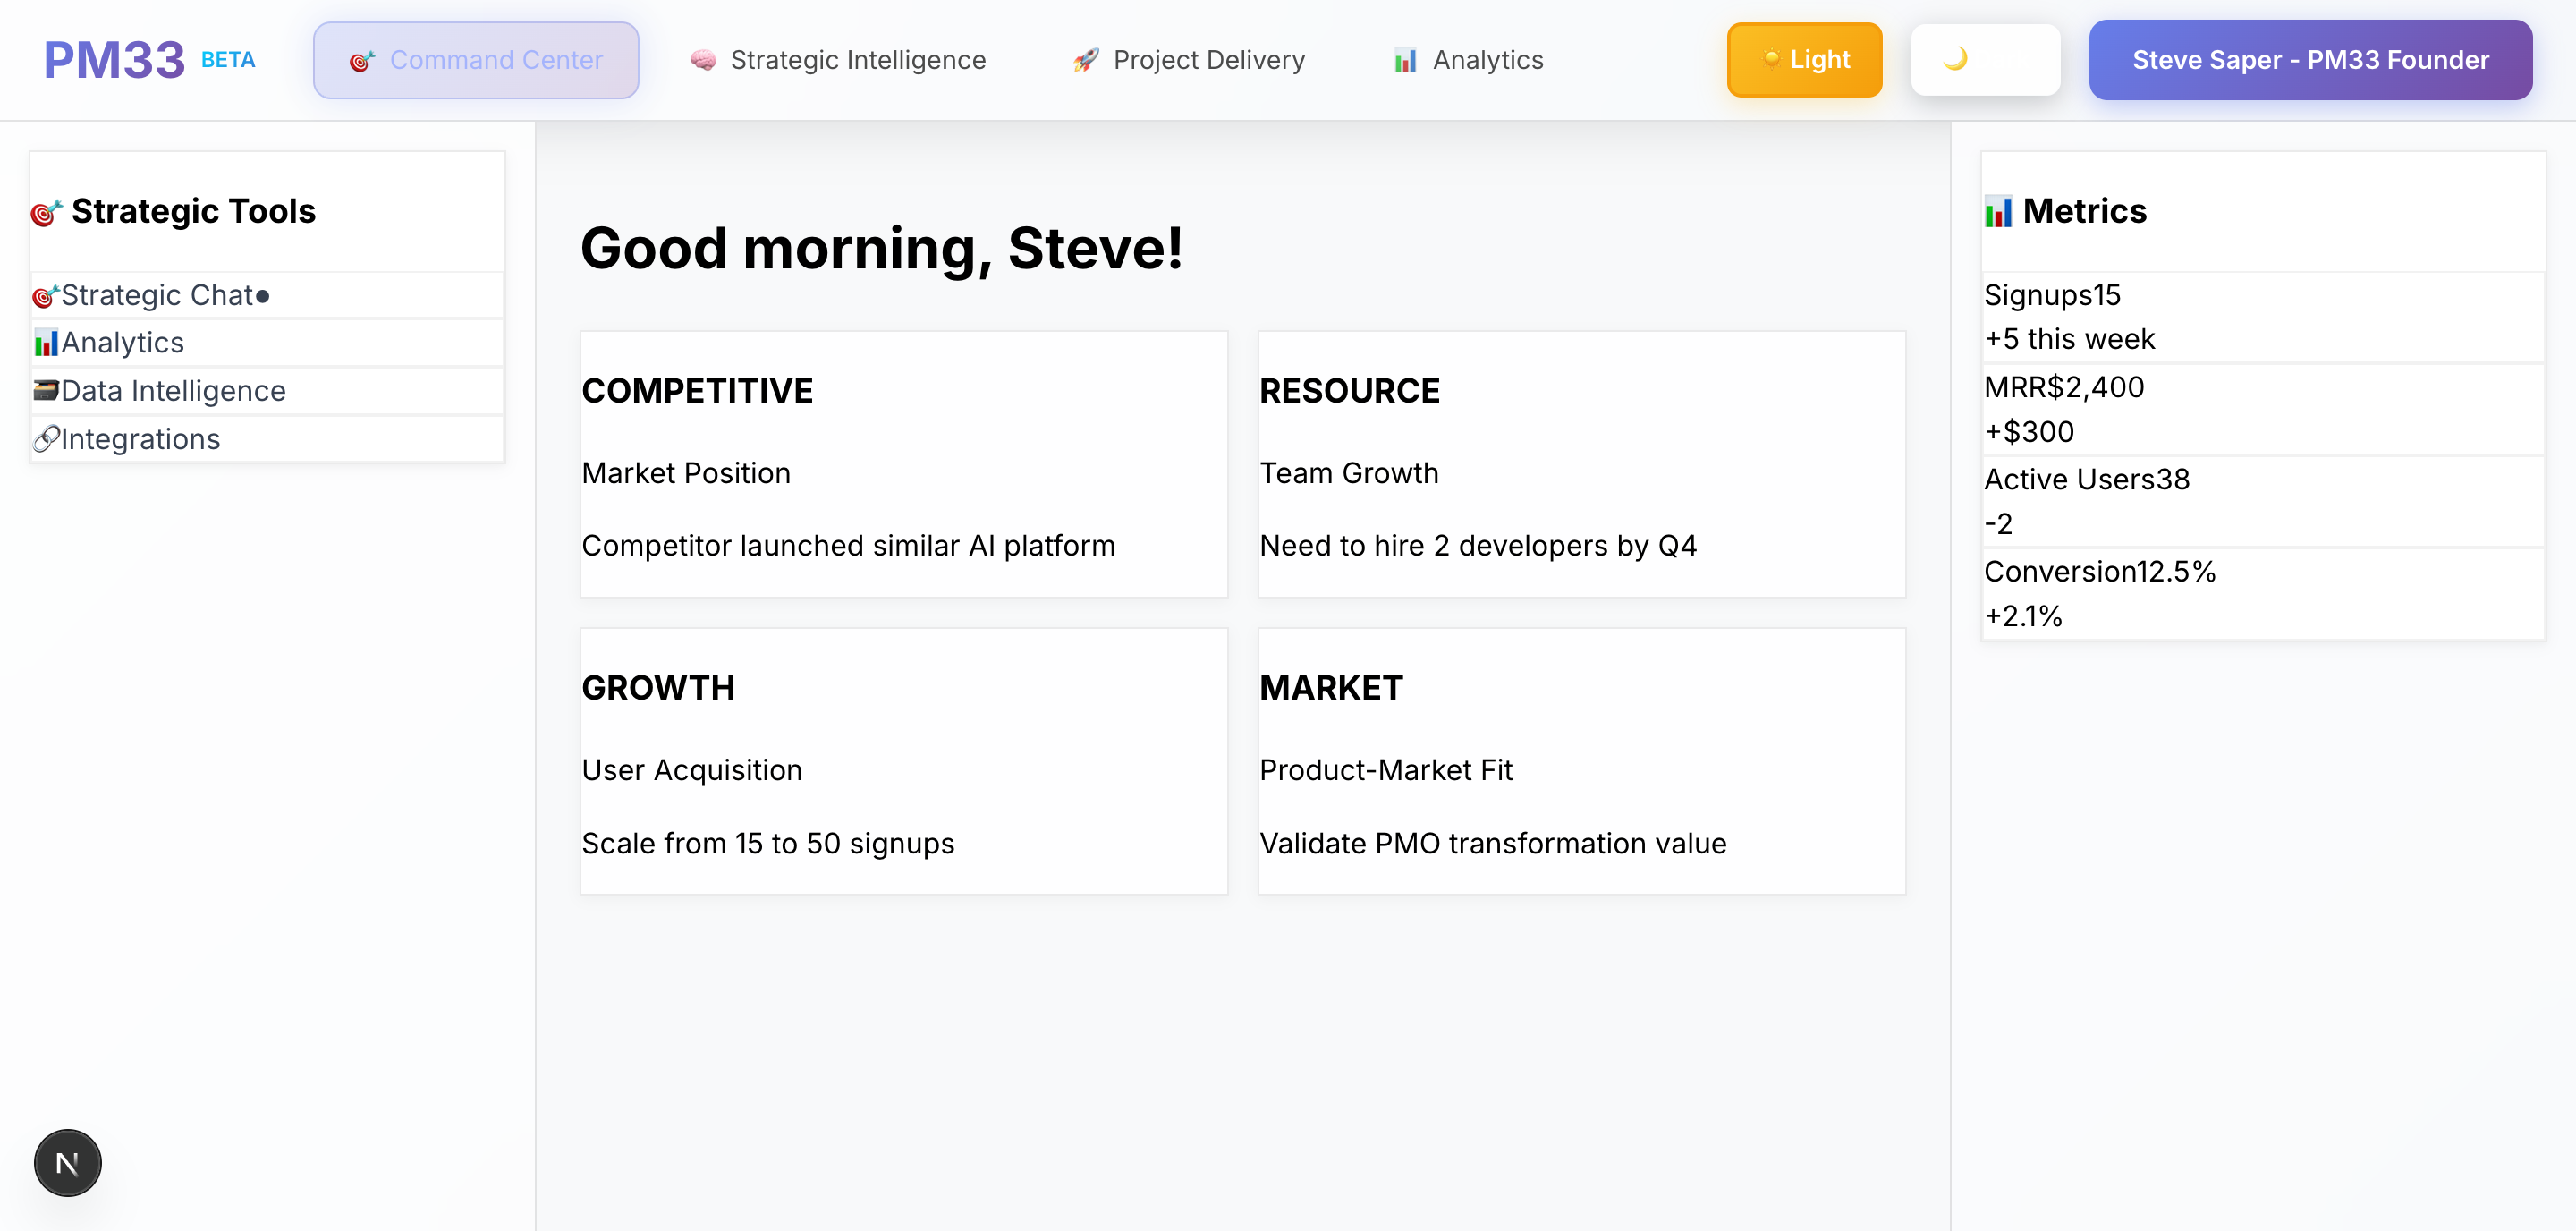 PM33 BETA
Command Center
Strategic Intelligence
Project Delivery
Analytics
Light
Steve Saper - PM33 Founder
Strategic Tools
Strategic Chat●
Analytics
Data Intelligence
Integrations
Good morning, Steve!
COMPETITIVE
Market Position
Competitor launched similar AI platform
RESOURCE
Team Growth
Need to hire 2 developers by Q4
GROWTH
User Acquisition
Scale from 15 to 50 signups
MARKET
Product-Market Fit
Validate PMO transformation value
Metrics
Signups15
+5 this week
MRR$2,400
+$300
Active Users38
-2
Conversion12.5%
+2.1%
N